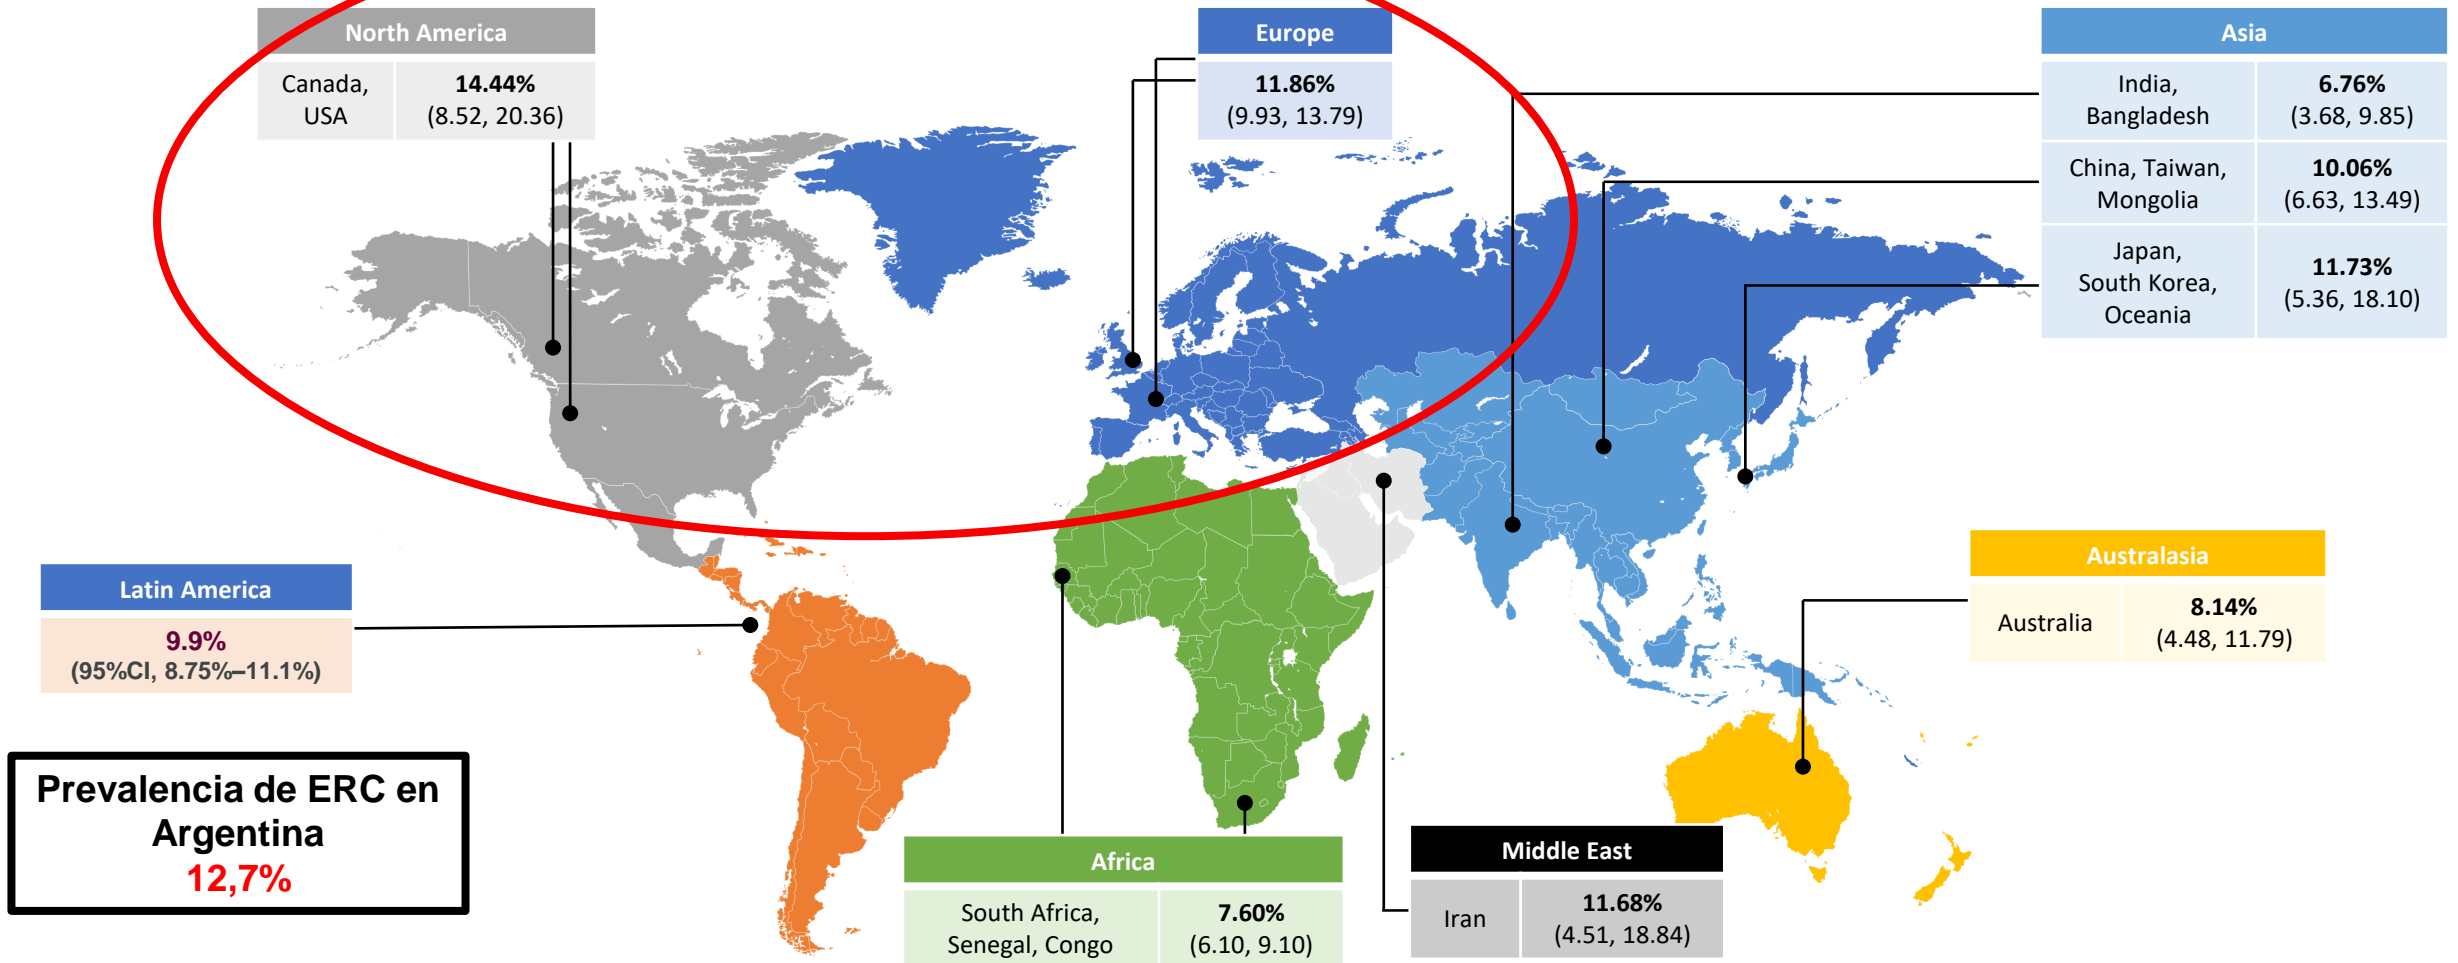 North America
Canada,
USA
14.44%
(8.52, 20.36)
Europe
11.86%
(9.93, 13.79)
Asia
India,
Bangladesh
6.76%
(3.68, 9.85)
China, Taiwan,
Mongolia
10.06%
(6.63, 13.49)
Japan,
South Korea,
Oceania
11.73%
(5.36, 18.10)
Latin America
9.9%
(95%CI, 8.75%–11.1%)
Australasia
Australia
8.14%
(4.48, 11.79)
Prevalencia de ERC en
Argentina
12,7%
Africa
South Africa,
Senegal, Congo
7.60%
(6.10, 9.10)
Middle East
Iran
11.68%
(4.51, 18.84)